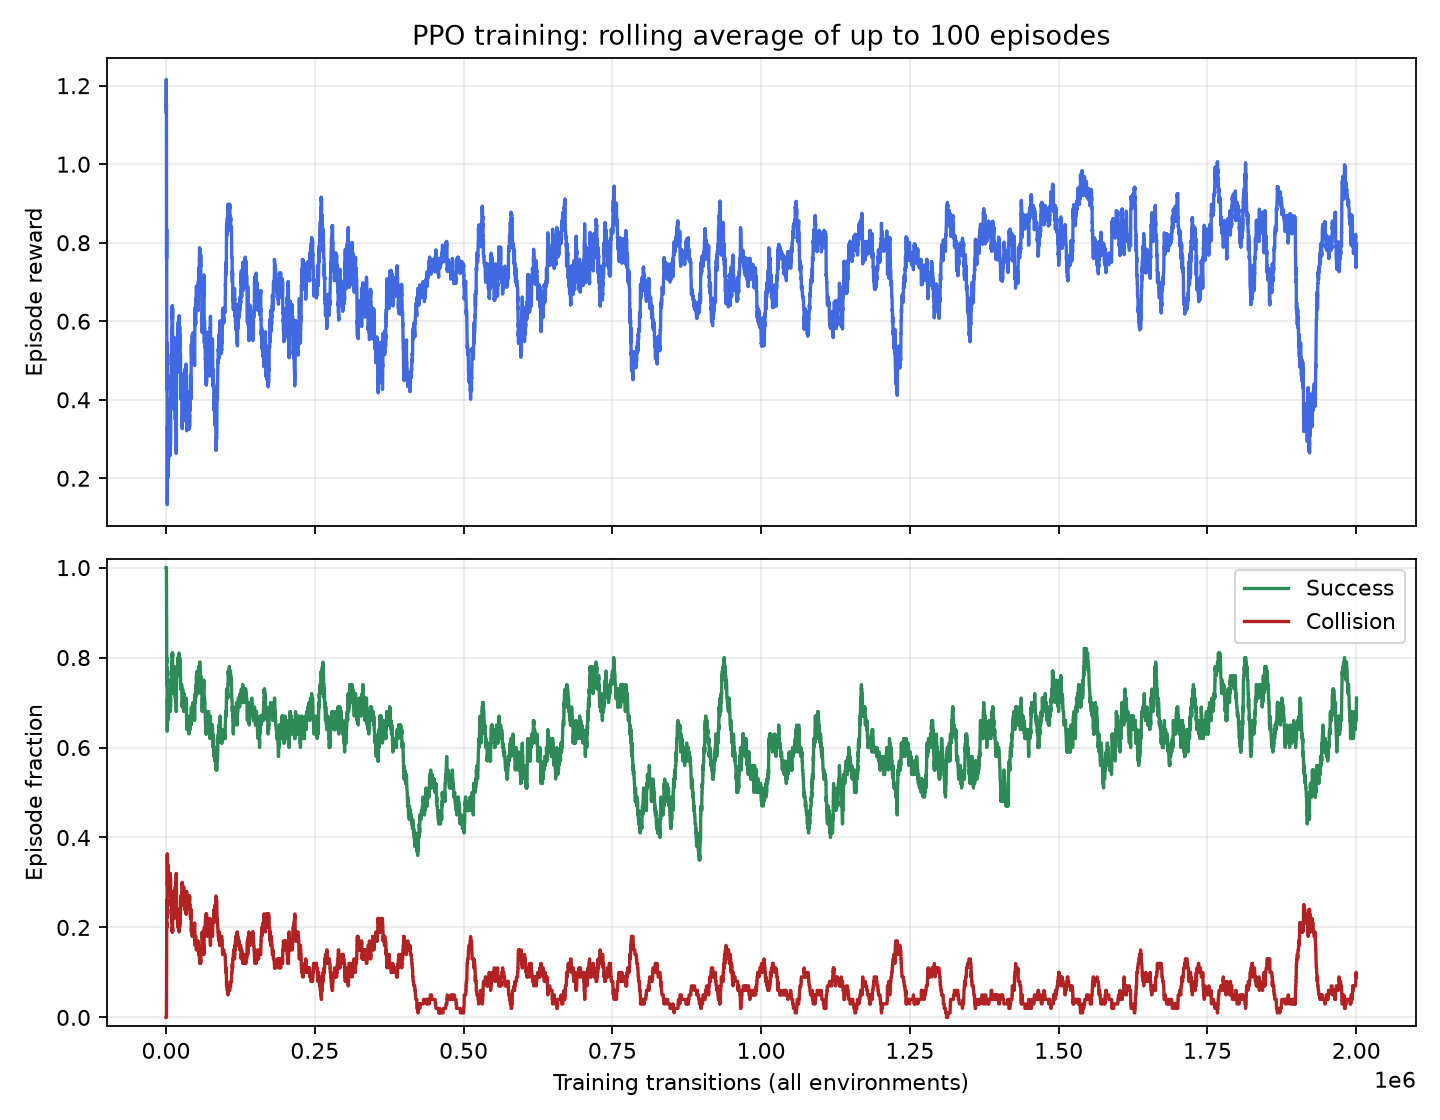 PPO training: rolling average of up to 100 episodes
1.2
1.0
0.8
0.6
0.4
0.2
Episode reward
1.0
0.8
0.6
0.4
0.2
0.0
Episode fraction
Success
Collision
0.00 0.25 0.50 0.75 1.00 1.25 1.50 1.75 2.00
1e6
Training transitions (all environments)